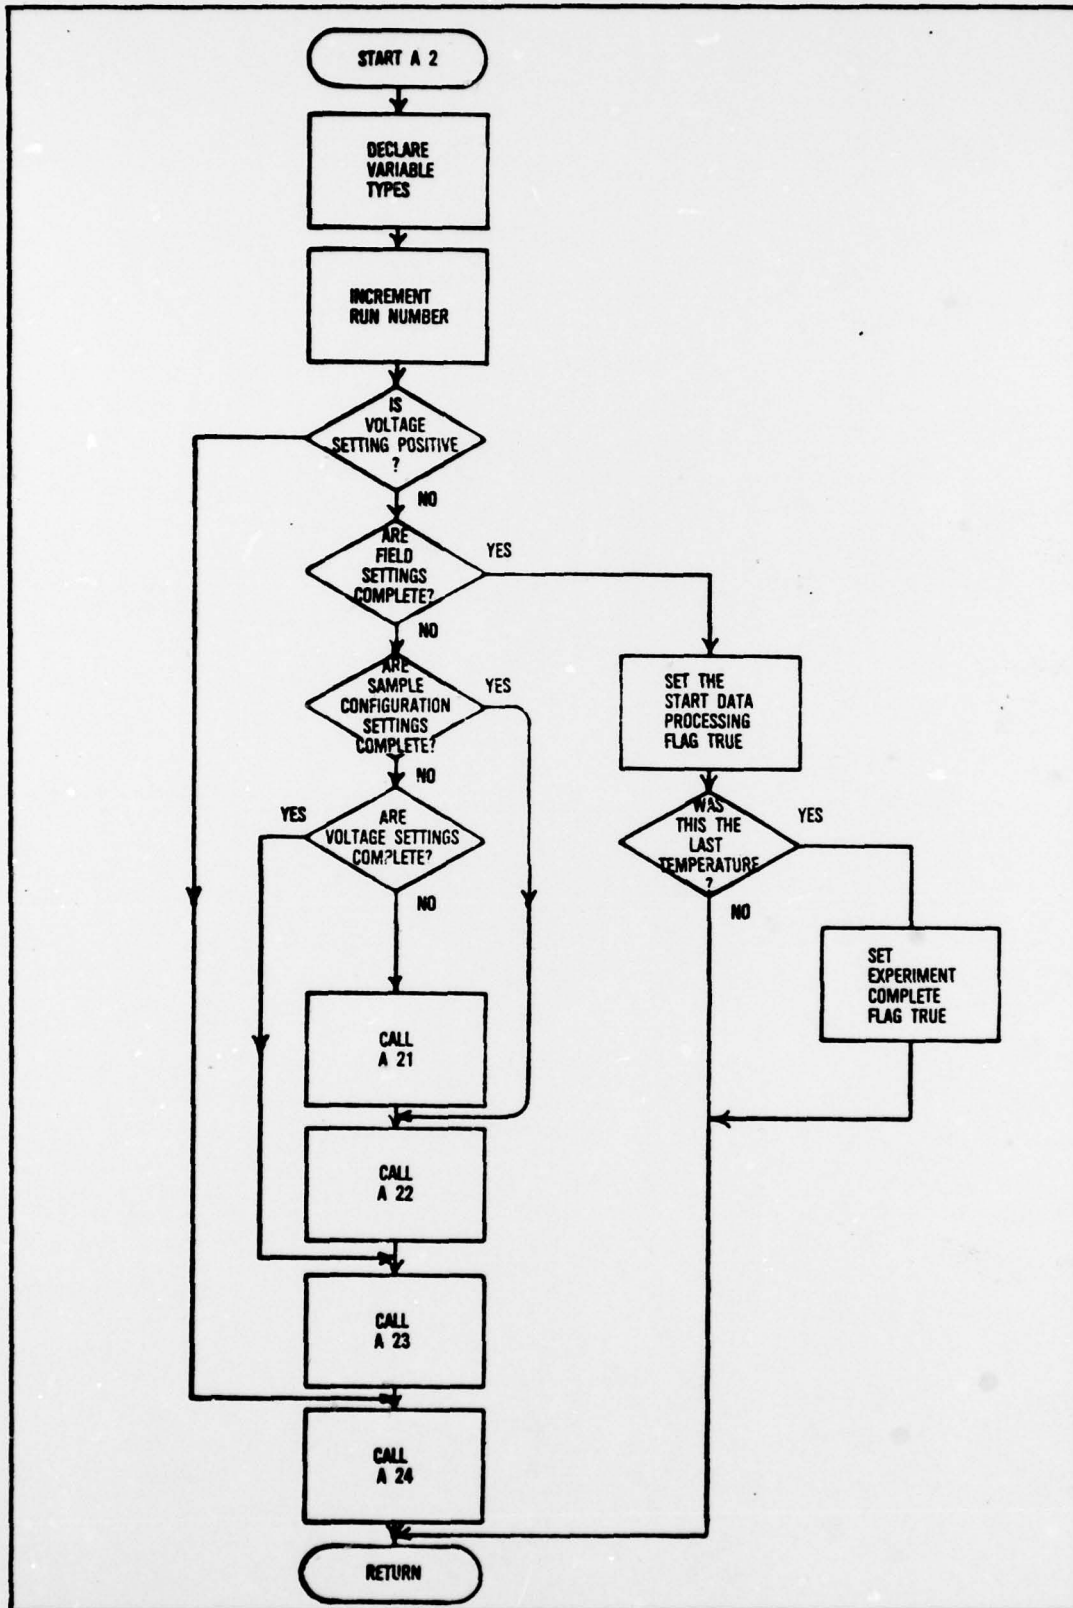 START A 2
DECLARE
VARIABLE
TYPES
INCREMENT
RUN NUMBER
IS
VOLTAGE
SETTING POSITIVE
?
NO
ARE
FIELD
SETTINGS
COMPLETE?
YES
NO
ARE
SAMPLE
CONFIGURATION
SETTINGS
COMPLETE?
YES
NO
SET THE
START DATA
PROCESSING
FLAG TRUE
YES
ARE
VOLTAGE SETTINGS
COMPLETE?
NO
WAS
THIS THE
LAST
TEMPERATURE
?
YES
NO
SET
EXPERIMENT
COMPLETE
FLAG TRUE
CALL
A 21
CALL
A 22
CALL
A 23
CALL
A 24
RETURN